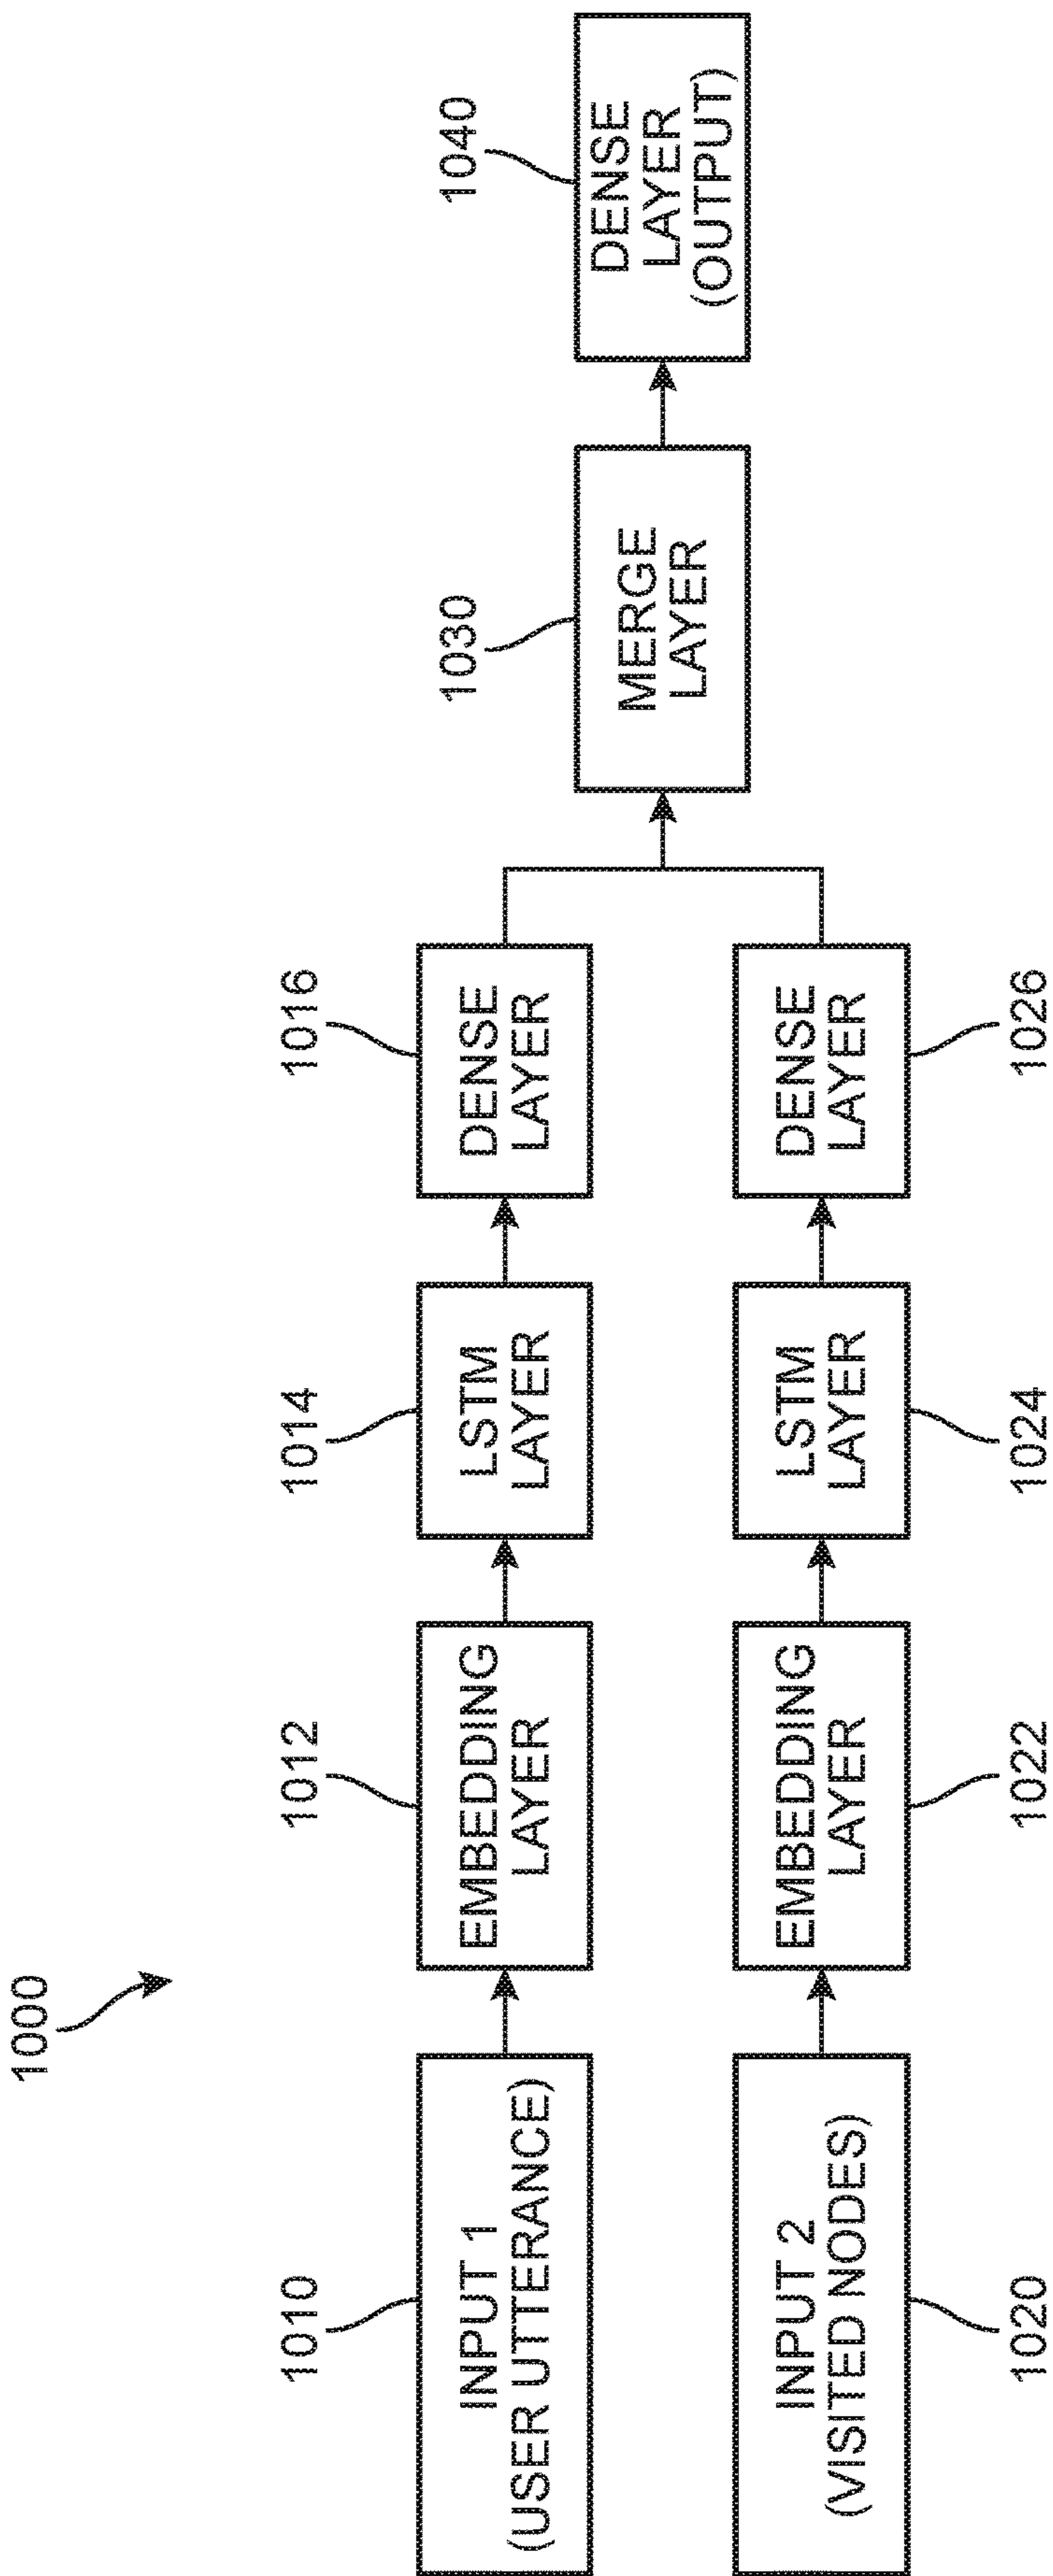 1000
1010
INPUT 1
(USER UTTERANCE)
1012
EMBEDDING
LAYER
1014
LSTM
LAYER
1016
DENSE
LAYER
1020
INPUT 2
(VISITED NODES)
1022
EMBEDDING
LAYER
1024
LSTM
LAYER
1026
DENSE
LAYER
1030
MERGE
LAYER
1040
DENSE
LAYER
(OUTPUT)